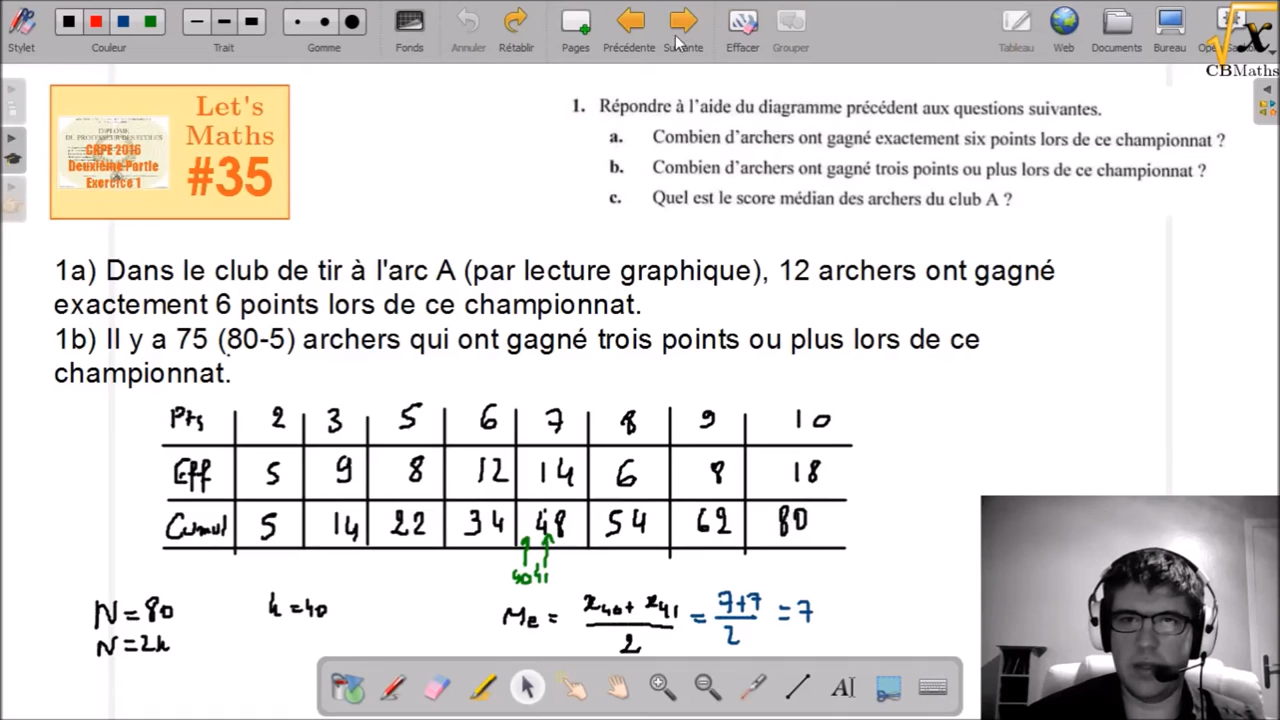 Stylet Couleur Trait Gomme Fonds Annuler Rétablir Pages Précédente Suivante Effacer Grouper Tableau Web Documents Bureau
CBMaths
Let's
Maths
#35
CRPE 2016
Deuxième Partie
Exercice 1
1. Répondre à l'aide du diagramme précédent aux questions suivantes.
a. Combien d'archers ont gagné exactement six points lors de ce championnat ?
b. Combien d'archers ont gagné trois points ou plus lors de ce championnat ?
c. Quel est le score médian des archers du club A ?
1a) Dans le club de tir à l'arc A (par lecture graphique), 12 archers ont gagné
exactement 6 points lors de ce championnat.
1b) Il y a 75 (80-5) archers qui ont gagné trois points ou plus lors de ce
championnat.
Pts 2 3 5 6 7 8 9 10
Eff 5 9 8 12 14 6 8 18
Cumul 5 14 22 34 48 54 62 80
40 41
N = 80 k = 40 Me = (x40 + x41)/2 = (7+7)/2 = 7
N = 2k
AI